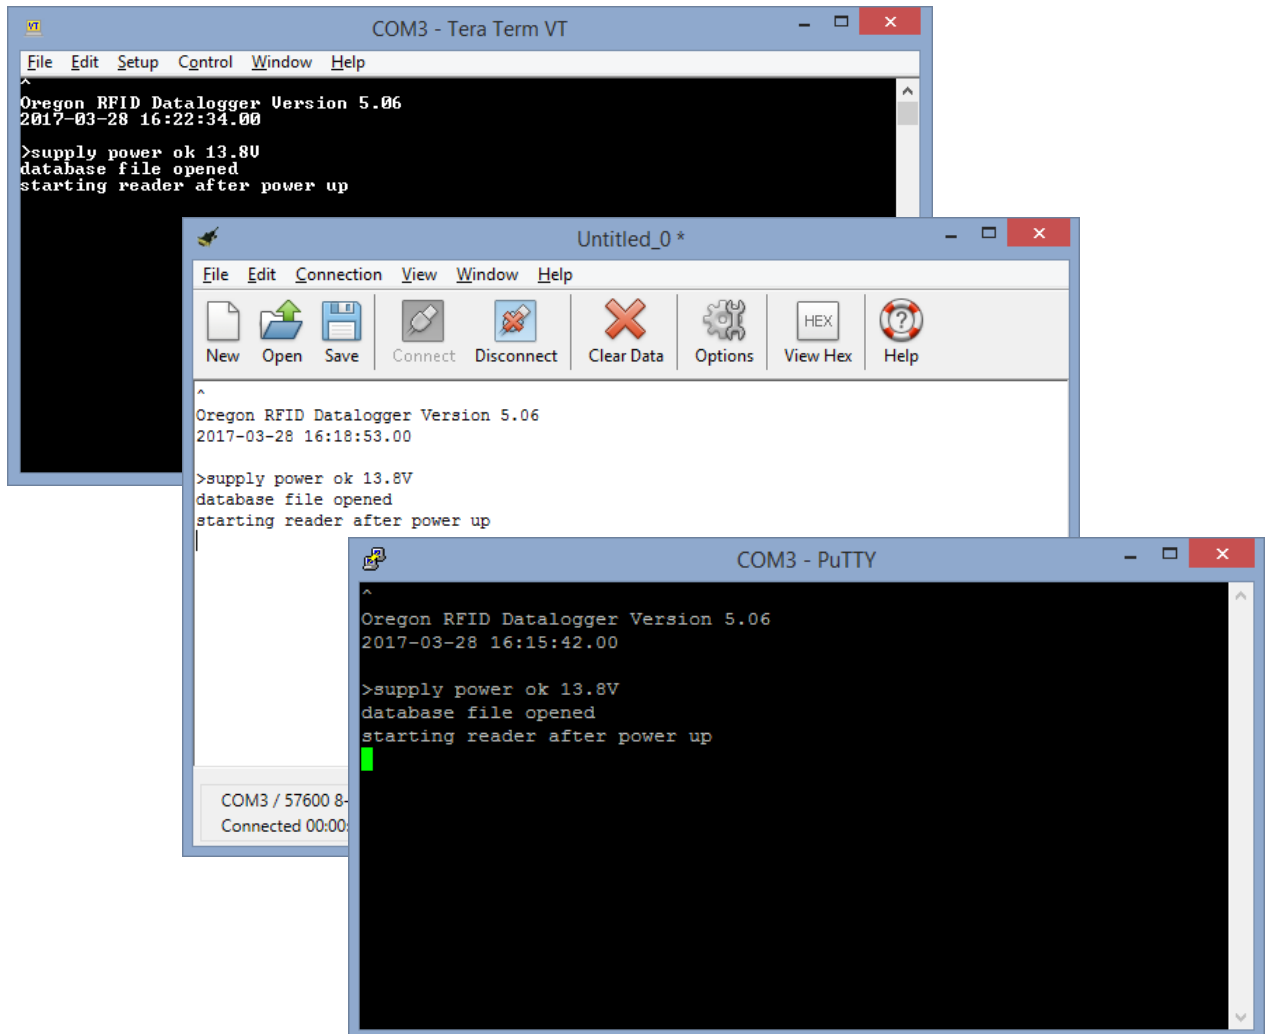 COM3 - Tera Term VT
File Edit Setup Control Window Help
^
Oregon RFID Datalogger Version 5.06
2017-03-28 16:22:34.00
>supply power ok 13.8V
database file opened
starting reader after power up
Untitled_0 *
File Edit Connection View Window Help
HEX
New Open Save Connect Disconnect Clear Data Options View Hex Help
^
Oregon RFID Datalogger Version 5.06
2017-03-28 16:18:53.00
>supply power ok 13.8V
database file opened
starting reader after power up
COM3 / 57600 8-
Connected 00:00:
COM3 - PuTTY
^
Oregon RFID Datalogger Version 5.06
2017-03-28 16:15:42.00
>supply power ok 13.8V
database file opened
starting reader after power up